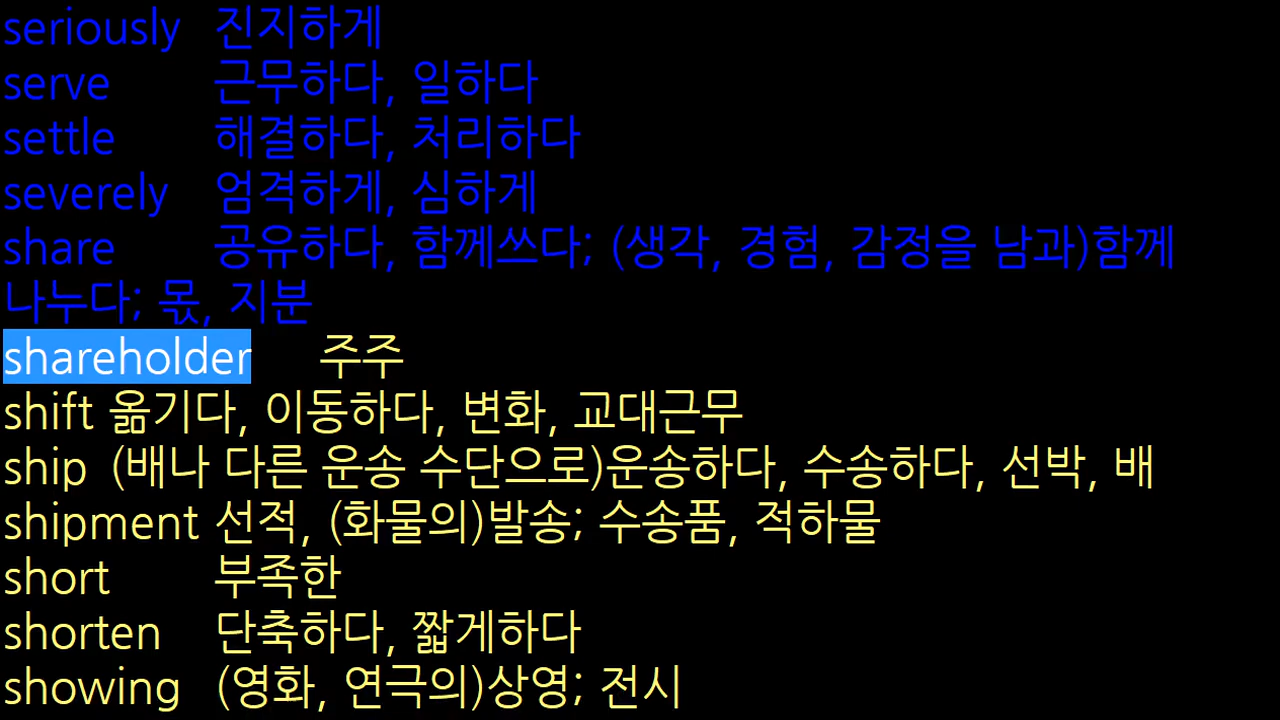 seriously 진지하게
serve 근무하다, 일하다
settle 해결하다, 처리하다
severely 엄격하게, 심하게
share 공유하다, 함께쓰다; (생각, 경험, 감정을 남과)함께
나누다; 몫, 지분
shareholder 주주
shift 옮기다, 이동하다, 변화, 교대근무
ship (배나 다른 운송 수단으로)운송하다, 수송하다, 선박, 배
shipment 선적, (화물의)발송; 수송품, 적하물
short 부족한
shorten 단축하다, 짧게하다
showing (영화, 연극의)상영; 전시